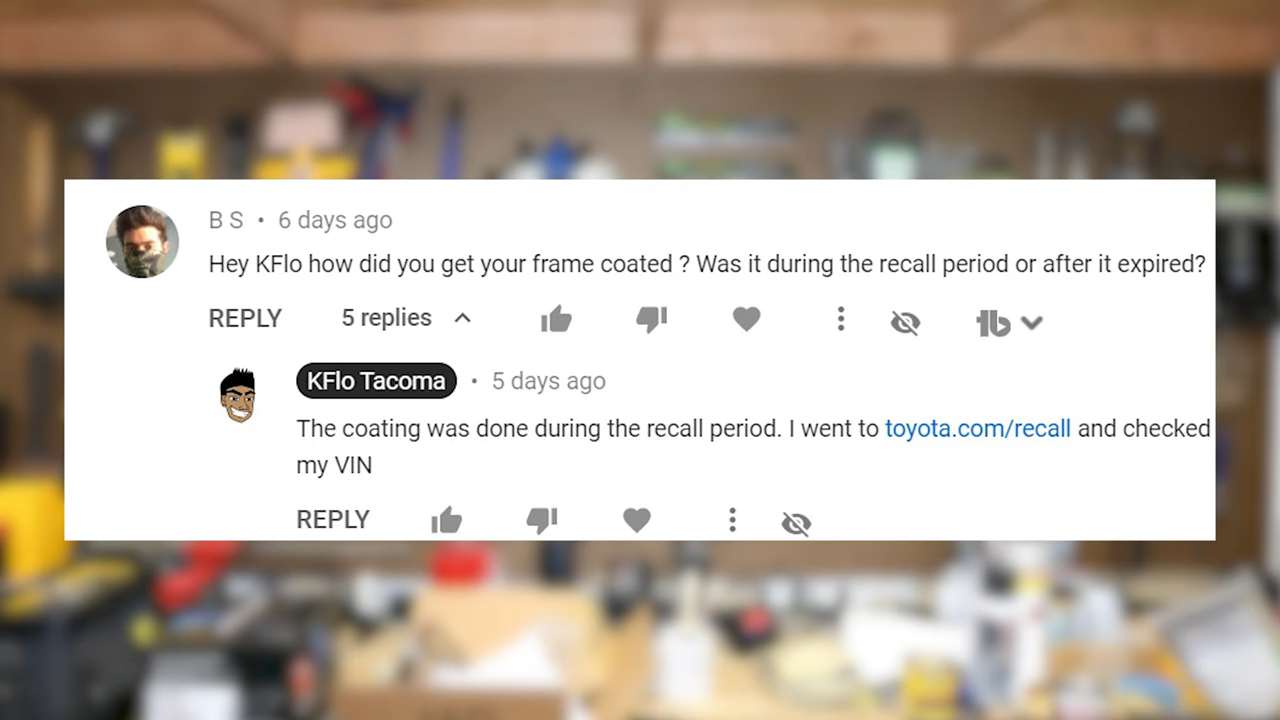 B S • 6 days ago
Hey KFlo how did you get your frame coated ? Was it during the recall period or after it expired?
REPLY 5 replies
KFlo Tacoma • 5 days ago
The coating was done during the recall period. I went to toyota.com/recall and checked
my VIN
REPLY